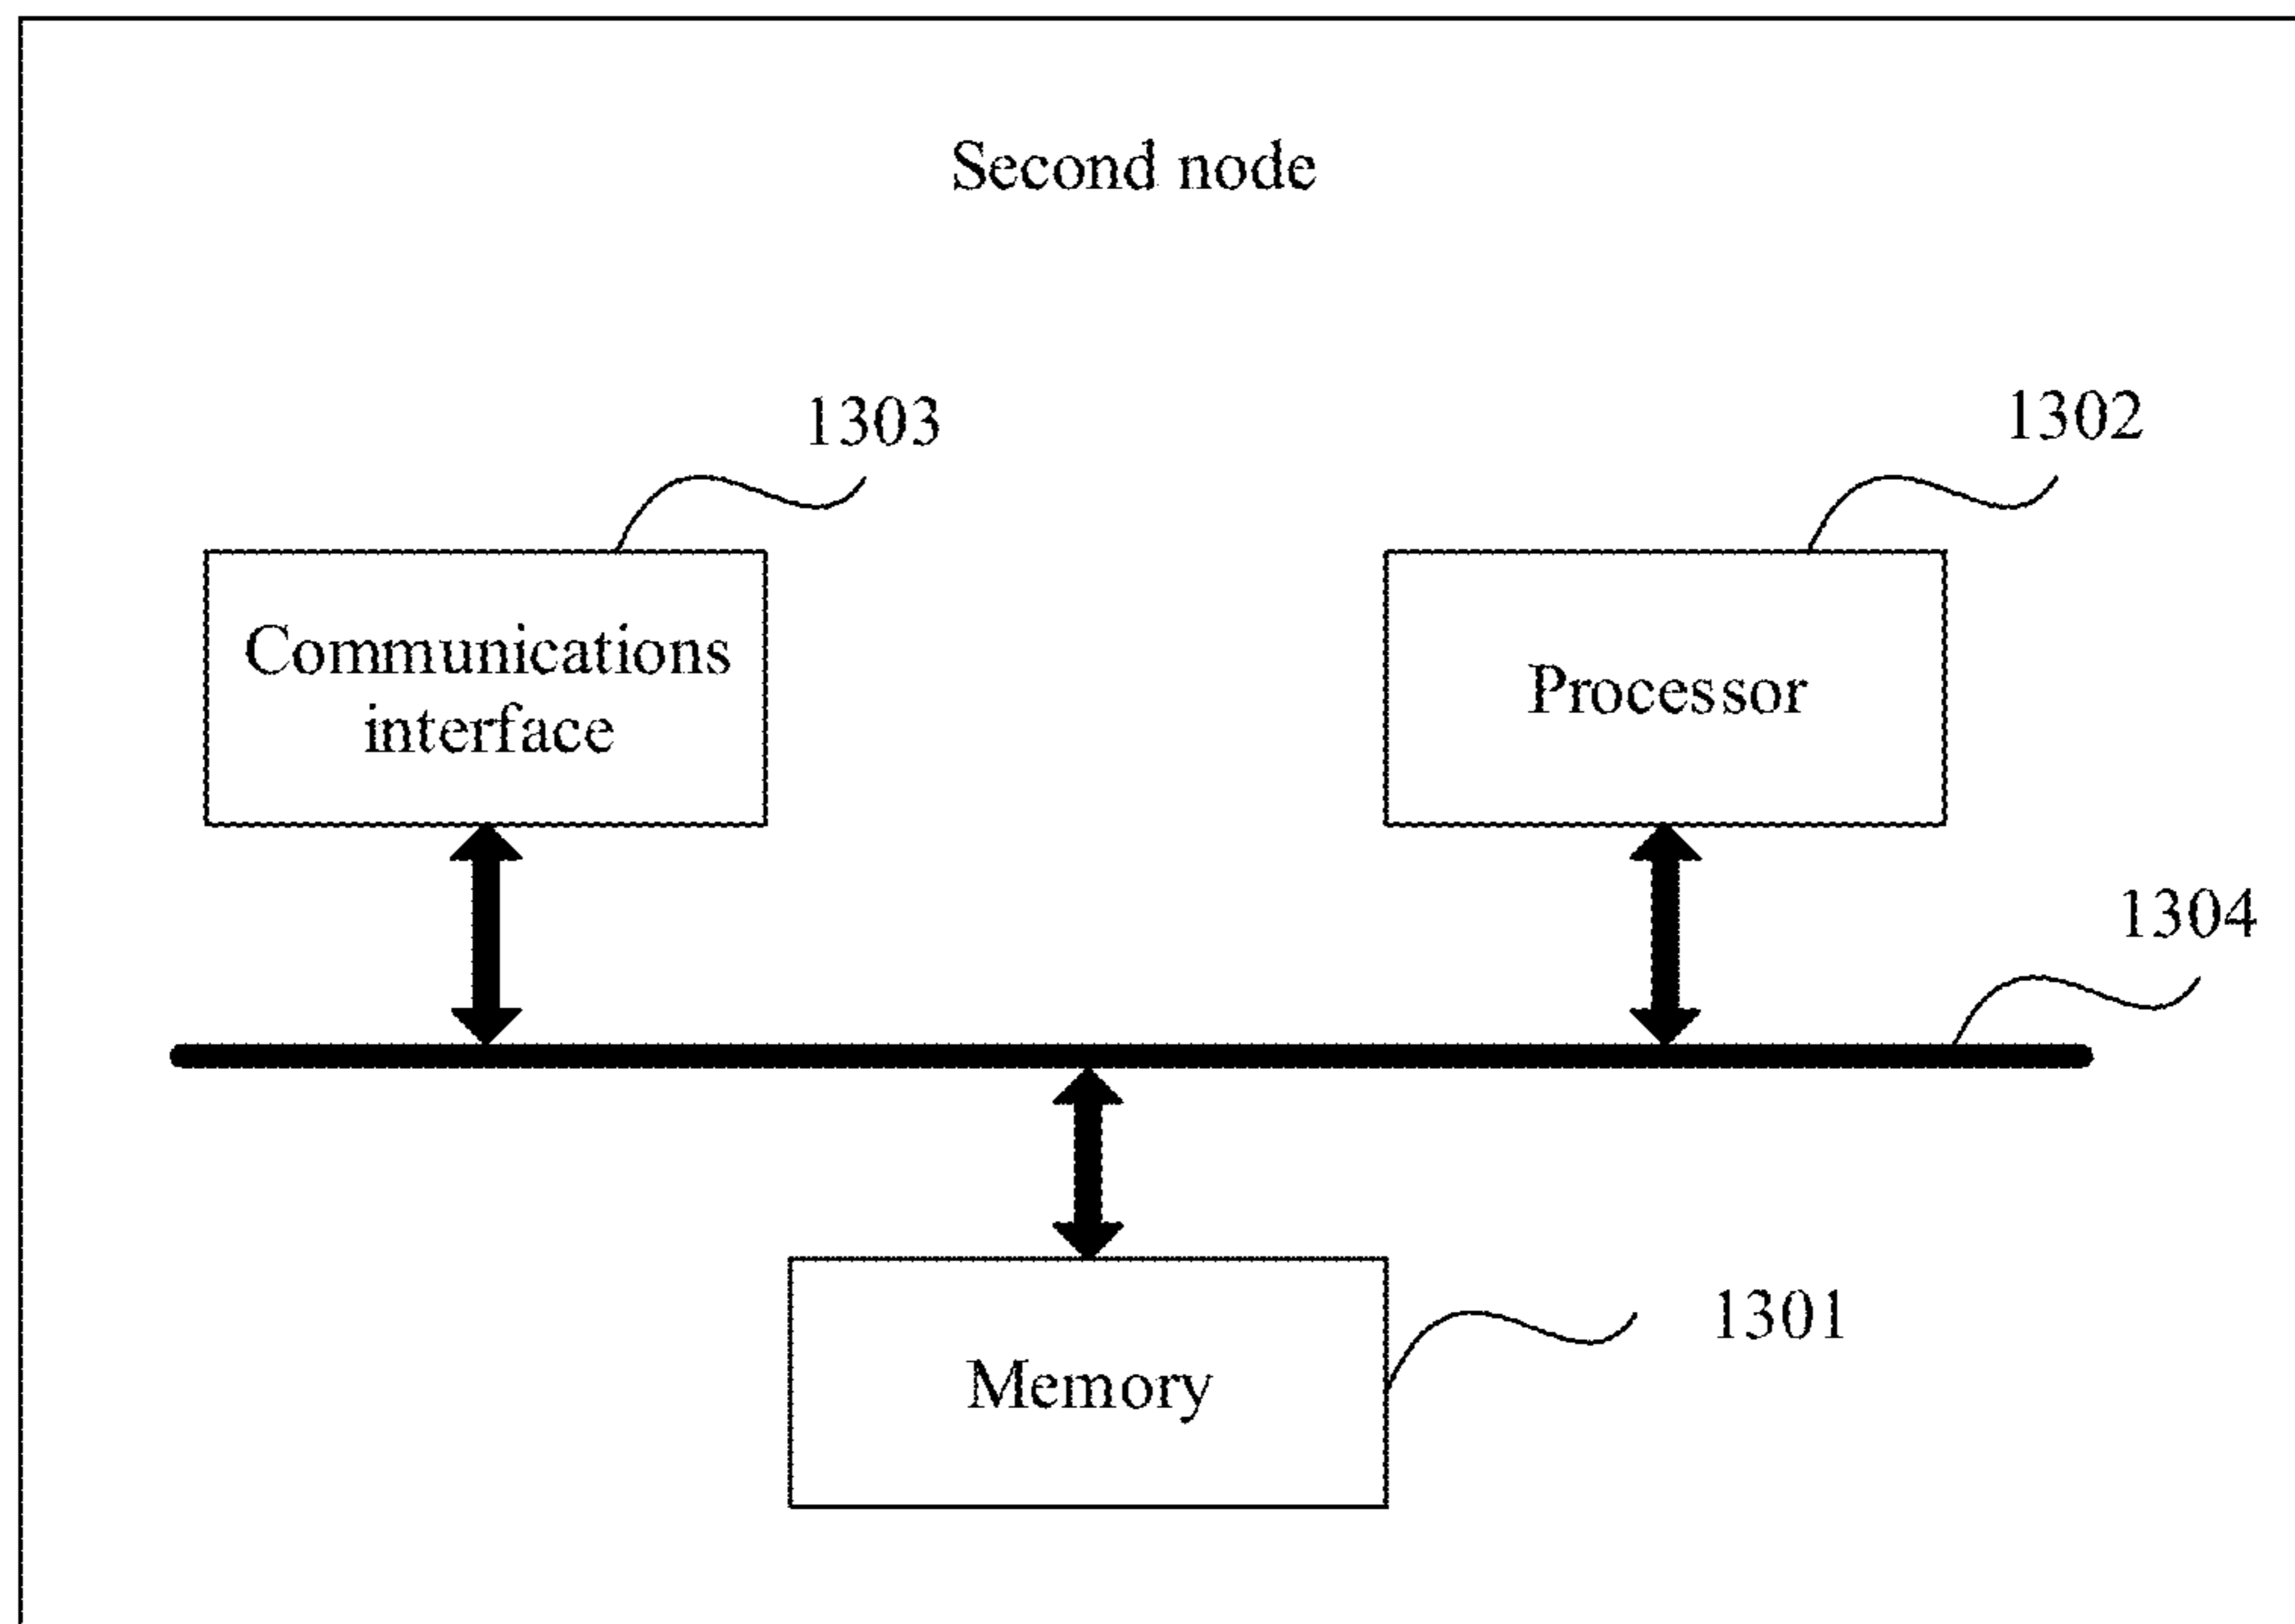 Second node
1303
1302
Communications
interface
Processor
1304
1301
Memory